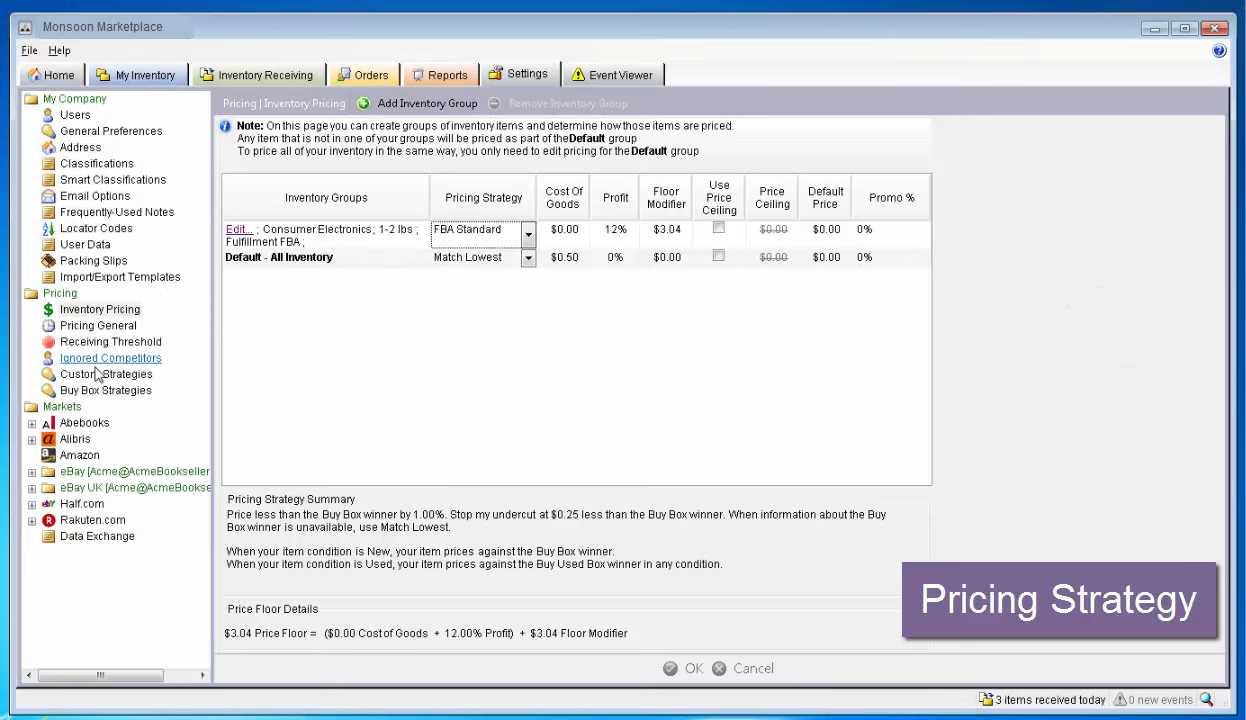 Monsoon Marketplace
File Help
Home My Inventory Inventory Receiving Orders Reports Settings Event Viewer
My Company
Users
General Preferences
Address
Classifications
Smart Classifications
Email Options
Frequently-Used Notes
Locator Codes
User Data
Packing Slips
Import/Export Templates
Pricing
Inventory Pricing
Pricing General
Receiving Threshold
Ignored Competitors
Custom Strategies
Buy Box Strategies
Markets
Abebooks
Alibris
Amazon
eBay [Acme@AcmeBookseller
eBay UK [Acme@AcmeBookse
Half.com
Rakuten.com
Data Exchange
Pricing | Inventory Pricing Add Inventory Group Remove Inventory Group
Note: On this page you can create groups of inventory items and determine how those items are priced.
Any item that is not in one of your groups will be priced as part of theDefault group
To price all of your inventory in the same way, you only need to edit pricing for the Default group
Inventory Groups Pricing Strategy Cost Of Goods Profit Floor Modifier Use Price Ceiling Price Ceiling Default Price Promo %
Edit... ; Consumer Electronics; 1-2 lbs ; FBA Standard $0.00 12% $3.04 $0.00 $0.00 0%
Fulfillment FBA ;
Default - All Inventory Match Lowest $0.50 0% $0.00 $0.00 $0.00 0%
Pricing Strategy Summary
Price less than the Buy Box winner by 1.00%. Stop my undercut at $0.25 less than the Buy Box winner. When information about the Buy
Box winner is unavailable, use Match Lowest.
When your item condition is New, your item prices against the Buy Box winner.
When your item condition is Used, your item prices against the Buy Used Box winner in any condition.
Price Floor Details
$3.04 Price Floor = ($0.00 Cost of Goods + 12.00% Profit) + $3.04 Floor Modifier
Pricing Strategy
OK Cancel
3 items received today 0 new events